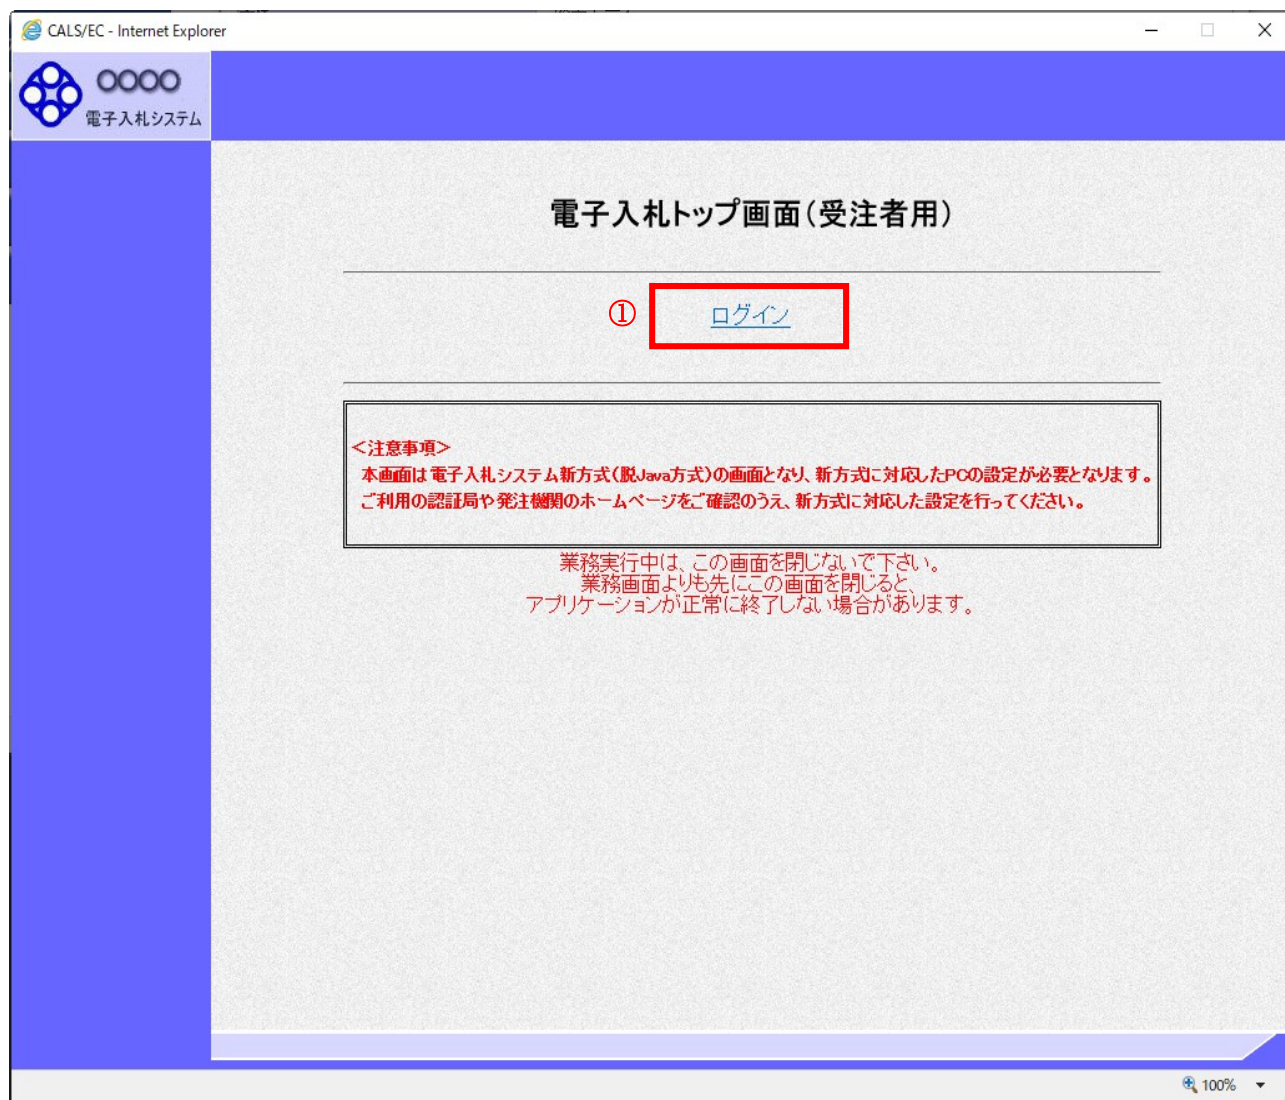 CALS/EC - Internet Explorer
○○○○
電子入札システム
電子入札トップ画面(受注者用)
① ログイン
<注意事項>
本画面は電子入札システム新方式(脱Java方式)の画面となり、新方式に対応したPCの設定が必要となります。
ご利用の認証局や発注機関のホームページをご確認のうえ、新方式に対応した設定を行ってください。
業務実行中は、この画面を閉じないで下さい。
業務画面よりも先にこの画面を閉じると、
アプリケーションが正常に終了しない場合があります。
100%